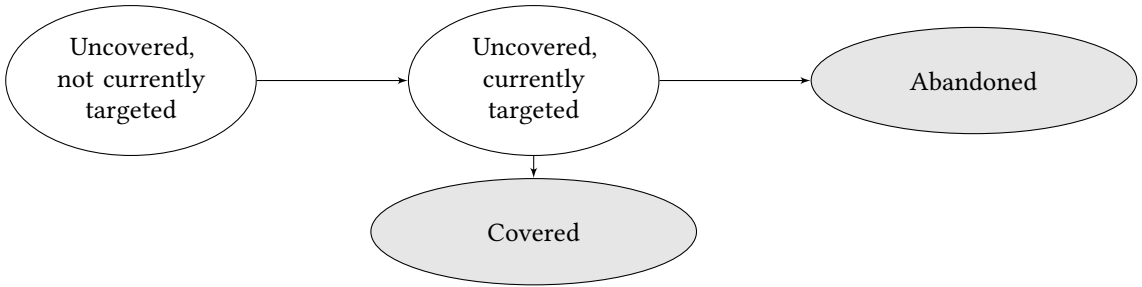 Uncovered,
not currently
targeted
Uncovered,
currently
targeted
Abandoned
Covered